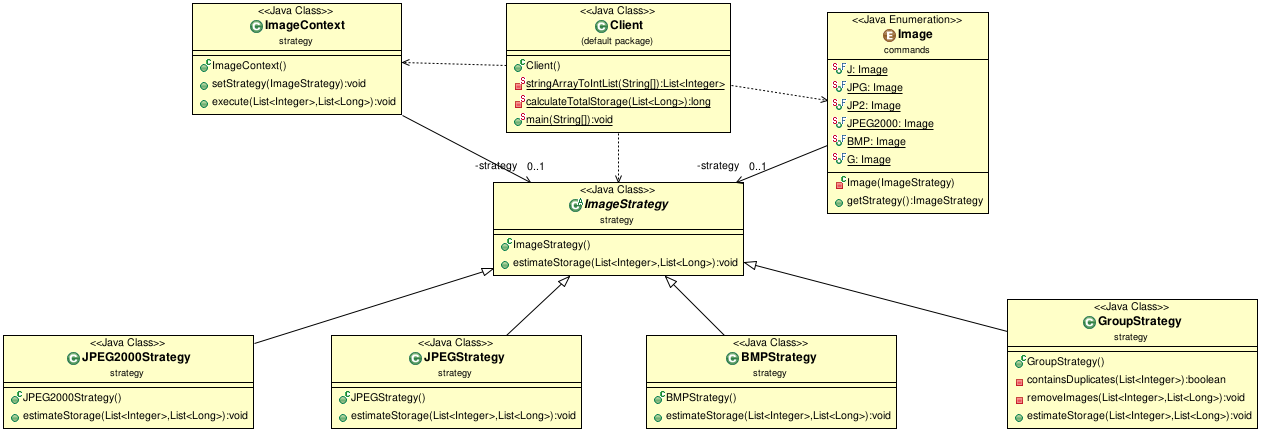 <<Java Class>>
ImageContext
strategy
ImageContext()
setStrategy(ImageStrategy):void
execute(List<Integer>,List<Long>):void
<<Java Class>>
Client
(default package)
Client()
stringArrayToIntList(String[]):List<Integer>
calculateTotalStorage(List<Long>):long
main(String[]):void
<<Java Enumeration>>
Image
commands
J: Image
JPG: Image
JP2: Image
JPEG2000: Image
BMP: Image
G: Image
Image(ImageStrategy)
getStrategy():ImageStrategy
-strategy 0..1
-strategy 0..1
<<Java Class>>
ImageStrategy
strategy
ImageStrategy()
estimateStorage(List<Integer>,List<Long>):void
<<Java Class>>
JPEG2000Strategy
strategy
JPEG2000Strategy()
estimateStorage(List<Integer>,List<Long>):void
<<Java Class>>
JPEGStrategy
strategy
JPEGStrategy()
estimateStorage(List<Integer>,List<Long>):void
<<Java Class>>
BMPStrategy
strategy
BMPStrategy()
estimateStorage(List<Integer>,List<Long>):void
<<Java Class>>
GroupStrategy
strategy
GroupStrategy()
containsDuplicates(List<Integer>):boolean
removeImages(List<Integer>,List<Long>):void
estimateStorage(List<Integer>,List<Long>):void